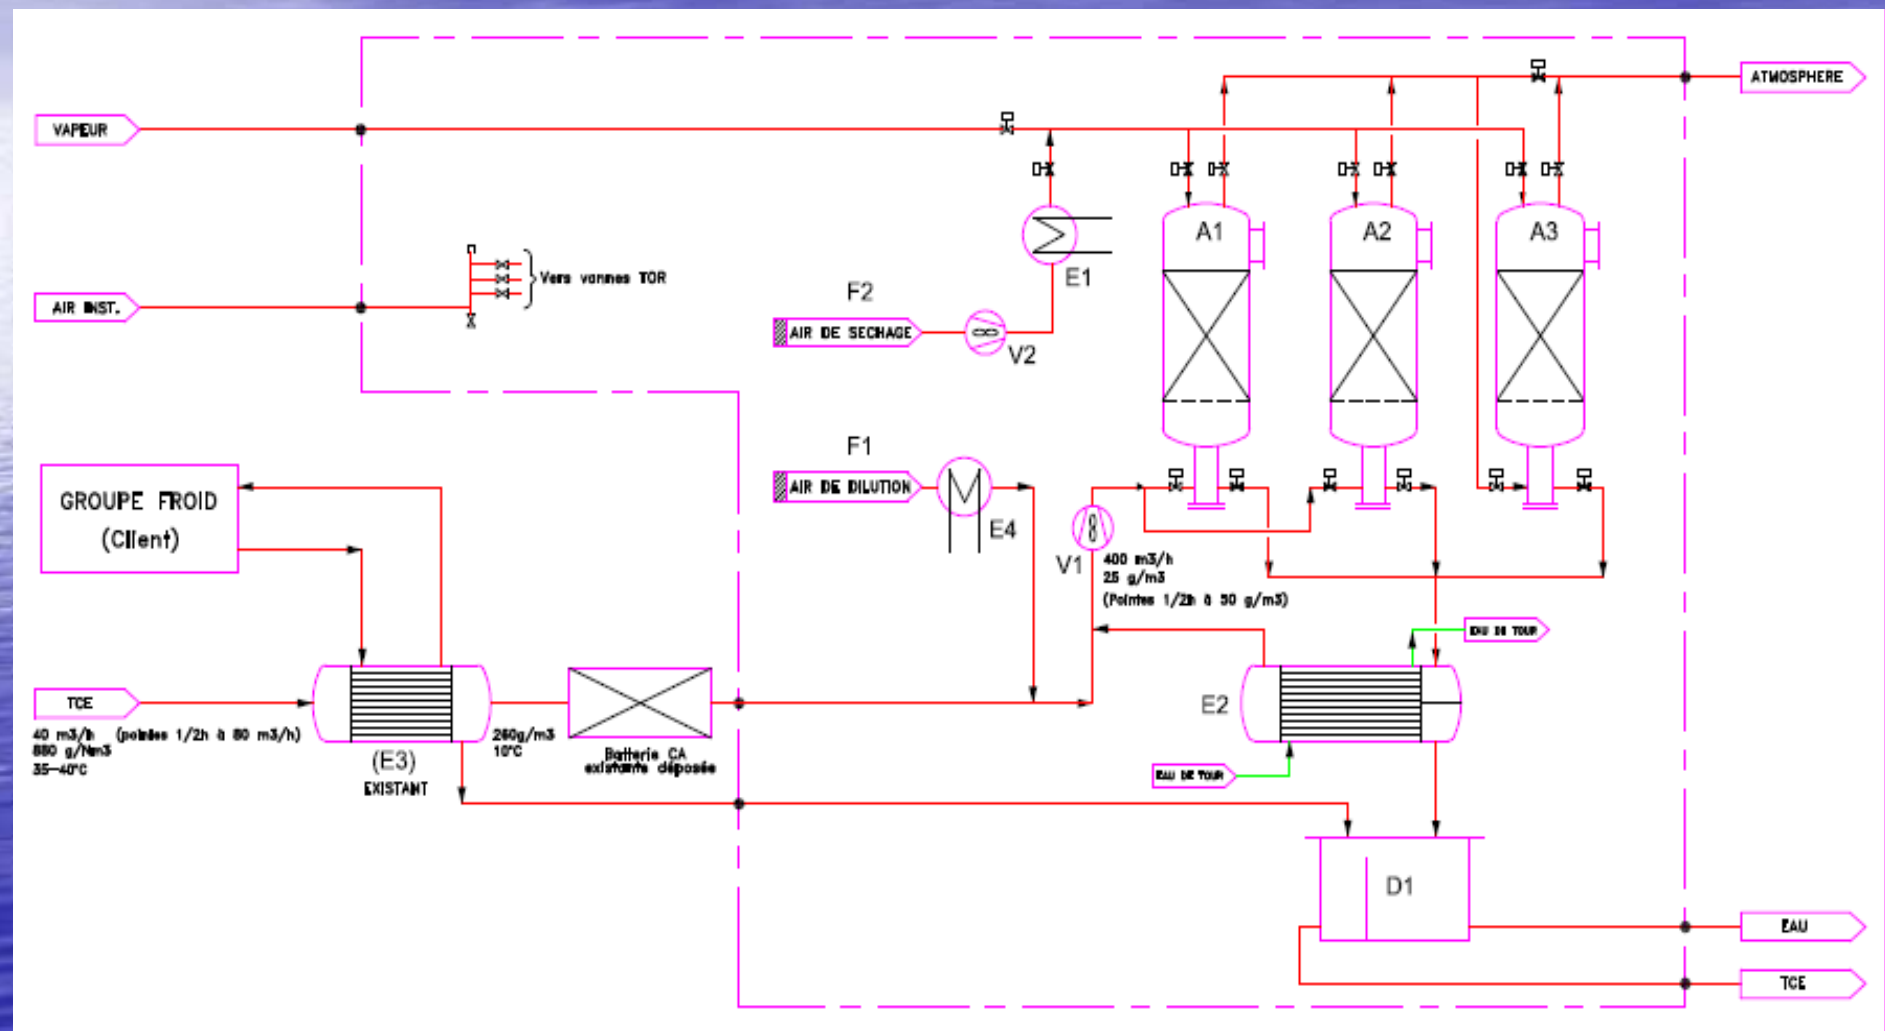 ATMOSPHERE
VAPEUR
A1
A2
A3
E1
Vers vannes TOR
F2
AIR INST.
AIR DE SECHAGE
V2
F1
AIR DE DILUTION
GROUPE FROID
(Client)
E4
V1
400 m3/h
25 g/m3
(Pointes 1/2h à 50 g/m3)
EAU DE TOUR
TCE
40 m3/h (pointes 1/2h à 80 m3/h)
880 g/Nm3
35-40°C
(E3)
EXISTANT
260g/m3
10°C
Batterie CA
existante déposée
E2
EAU DE TOUR
D1
EAU
TCE